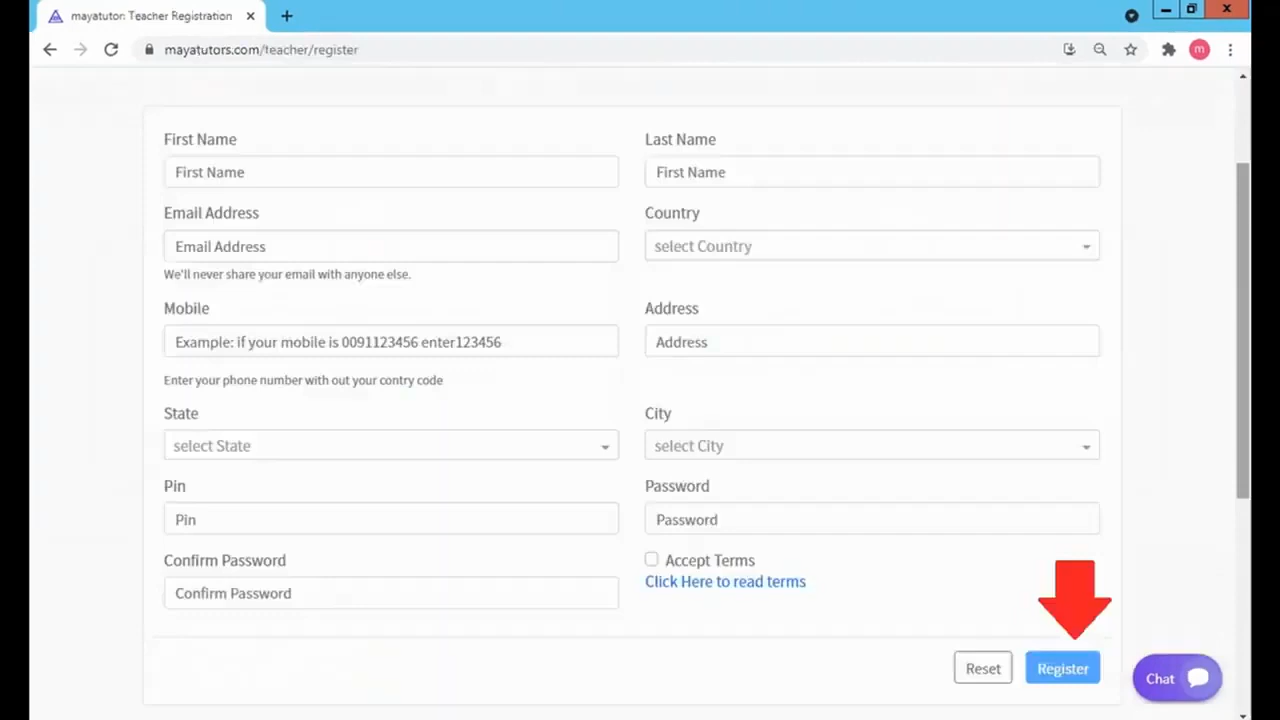 mayatutor: Teacher Registration
mayatutors.com/teacher/register
m
First Name Last Name
First Name First Name
Email Address Country
Email Address select Country
We'll never share your email with anyone else.
Mobile Address
Example: if your mobile is 0091123456 enter123456 Address
Enter your phone number with out your contry code
State City
select State select City
Pin Password
Pin Password
Confirm Password Accept Terms
Click Here to read terms
Confirm Password
Reset Register
Chat